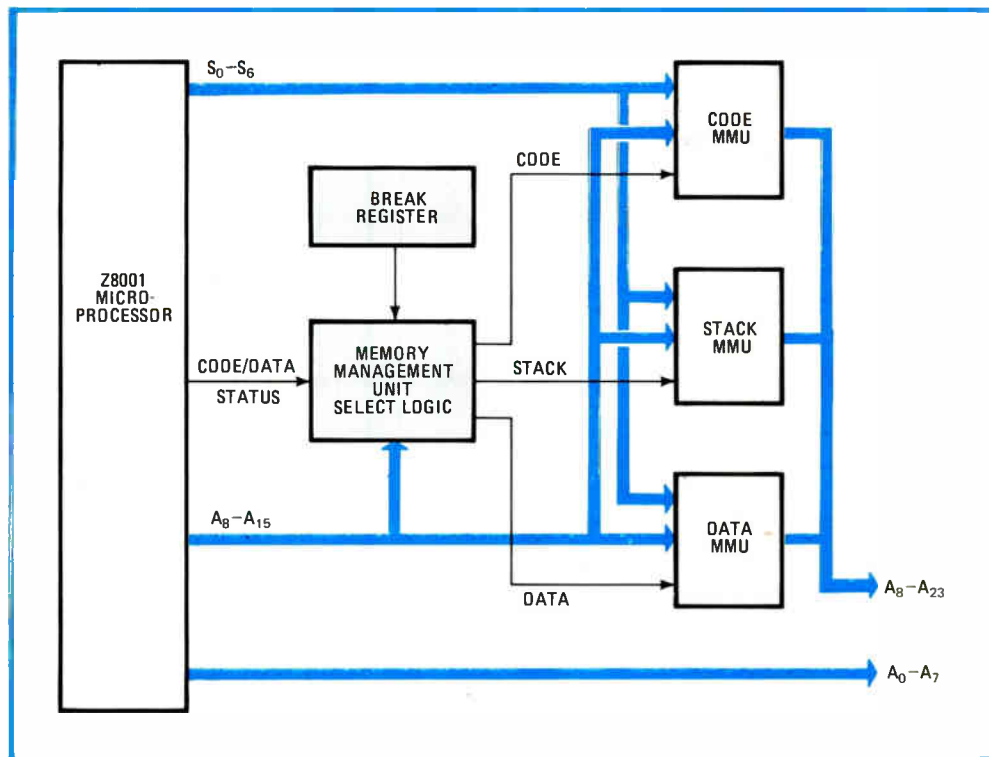 S₀–S₆
CODE
MMU
CODE
BREAK
REGISTER
Z8001
MICRO-
PROCESSOR
STACK
MMU
MEMORY
MANAGEMENT
UNIT
SELECT LOGIC
CODE/DATA
STATUS
STACK
A₈–A₁₅
DATA
MMU
DATA
A₈–A₂₃
A₀–A₇